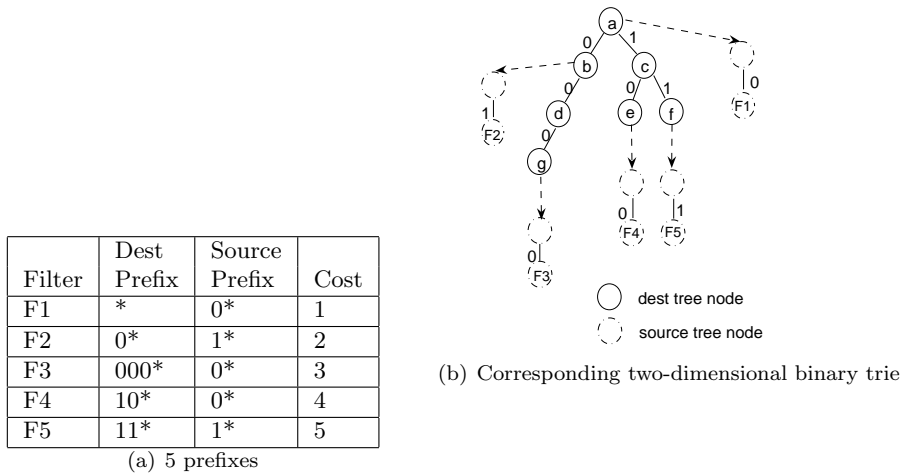 Dest Source
Filter Prefix Prefix Cost
F1 * 0* 1
F2 0* 1* 2
F3 000* 0* 3
F4 10* 0* 4
F5 11* 1* 5
(a) 5 prefixes
a
0 1
b c
0 0 1 0
d e f F1
1 F2
0
g
0 F4 1 F5
0
F3
dest tree node
source tree node
(b) Corresponding two-dimensional binary trie